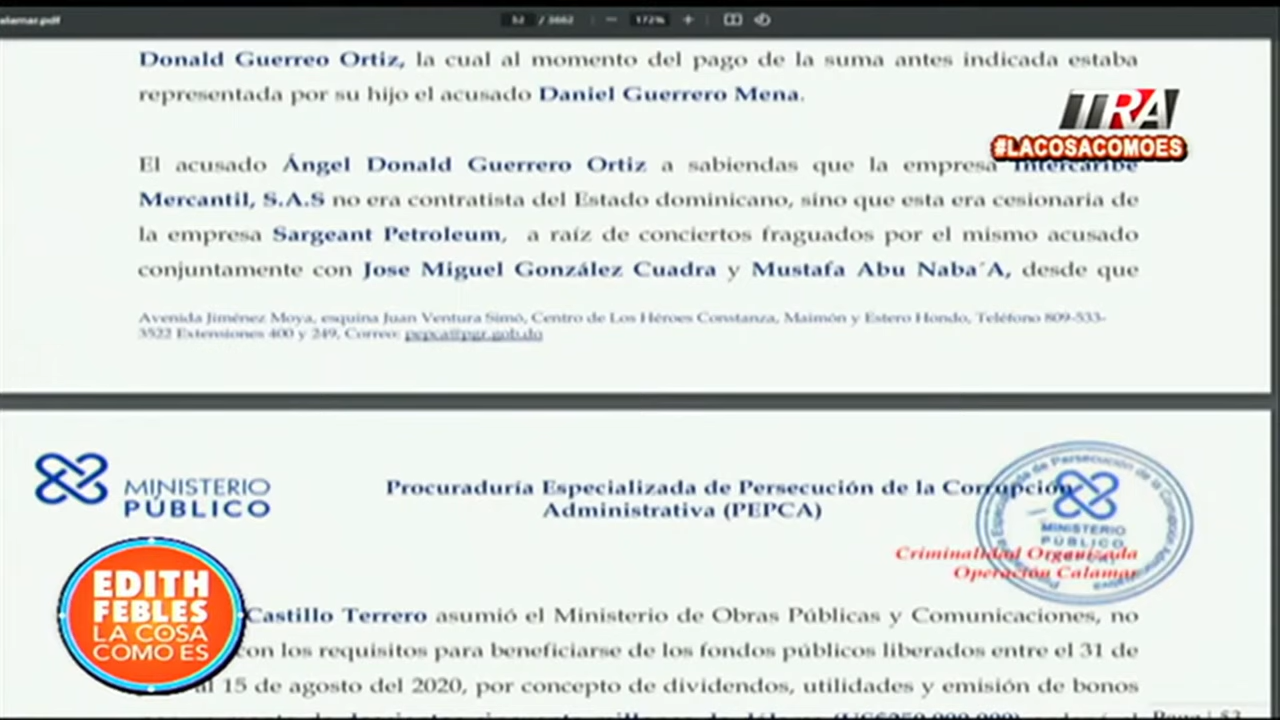 alamar.pdf
52 / 3662
172%
Donald Guerreo Ortiz, la cual al momento del pago de la suma antes indicada estaba
representada por su hijo el acusado Daniel Guerrero Mena.
TRA
#LACOSACOMOES
El acusado Ángel Donald Guerrero Ortiz a sabiendas que la empresa Intercaribe
Mercantil, S.A.S no era contratista del Estado dominicano, sino que esta era cesionaria de
la empresa Sargeant Petroleum, a raíz de conciertos fraguados por el mismo acusado
conjuntamente con Jose Miguel González Cuadra y Mustafa Abu Naba´A, desde que
Avenida Jiménez Moya, esquina Juan Ventura Simó, Centro de Los Héroes Constanza, Maimón y Estero Hondo, Teléfono 809-533-
3522 Extensiones 400 y 249, Correo: pepca@pgr.gob.do
MINISTERIO
PÚBLICO
Procuraduría Especializada de Persecución de la Corrupción
Administrativa (PEPCA)
MINISTERIO
PÚBLICO
Criminalidad Organizada
Operación Calamar
EDITH
FEBLES
LA COSA
COMO ES
Castillo Terrero asumió el Ministerio de Obras Públicas y Comunicaciones, no
con los requisitos para beneficiarse de los fondos públicos liberados entre el 31 de
al 15 de agosto del 2020, por concepto de dividendos, utilidades y emisión de bonos